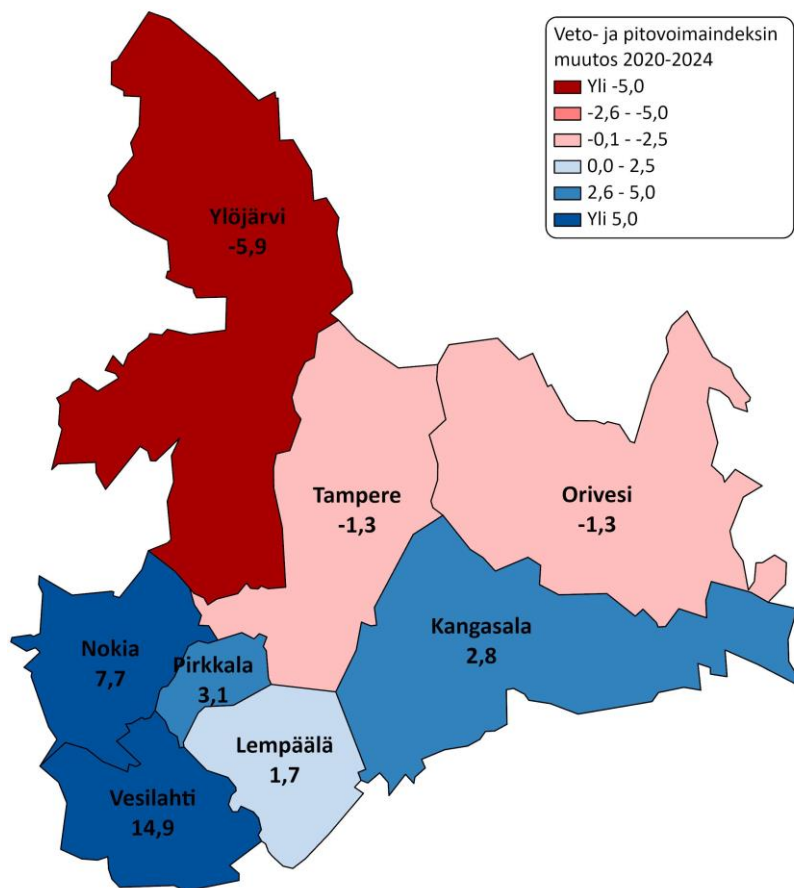 Veto- ja pitovoimaindeksin
muutos 2020-2024
Yli -5,0
-2,6 - -5,0
-0,1 - -2,5
0,0 - 2,5
2,6 - 5,0
Yli 5,0
Ylöjärvi
-5,9
Tampere
-1,3
Orivesi
-1,3
Kangasala
2,8
Nokia
7,7
Pirkkala
3,1
Lempäälä
1,7
Vesilahti
14,9